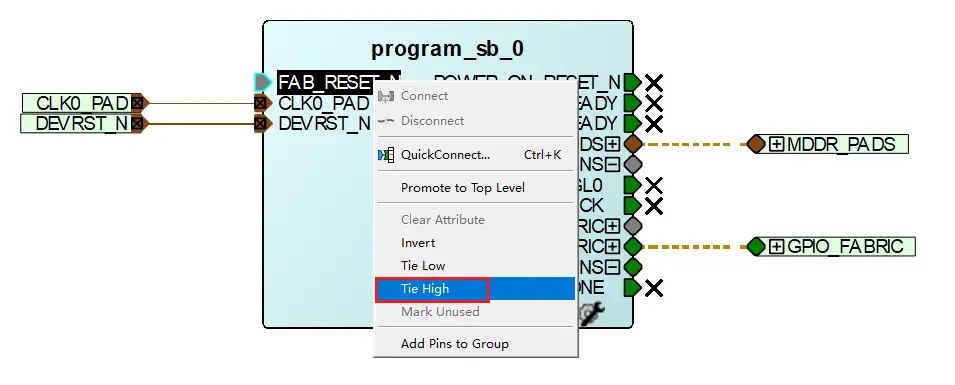 program_sb_0
FAB_RESET_N POWER_ON_RESET_N
CLK0_PAD CLK0_PAD Connect EADY
DEVRST_N DEVRST_N Disconnect EADY
DS MDDR_PADS
QuickConnect... Ctrl+K NS
Promote to Top Level GL0
CK
Clear Attribute RIC
Invert RIC GPIO_FABRIC
Tie Low NS
Tie High ONE
Mark Unused
Add Pins to Group